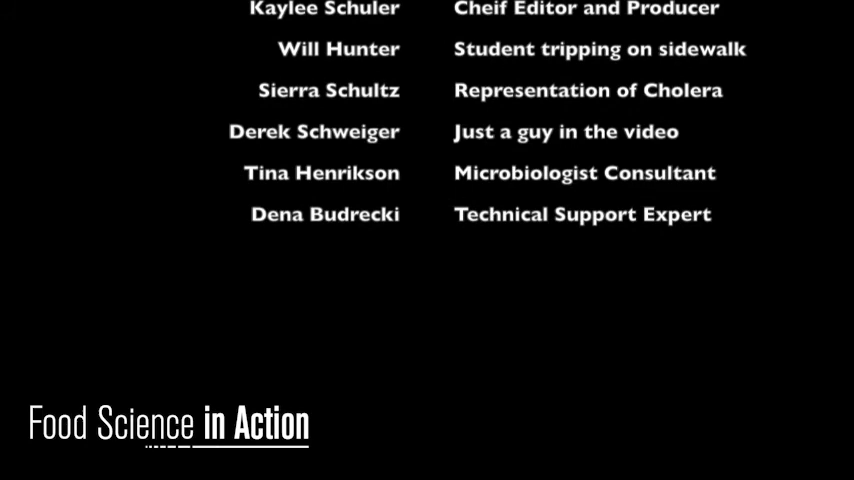 Kaylee Schuler Cheif Editor and Producer
Will Hunter Student tripping on sidewalk
Sierra Schultz Representation of Cholera
Derek Schweiger Just a guy in the video
Tina Henrikson Microbiologist Consultant
Dena Budrecki Technical Support Expert
Food Science in Action